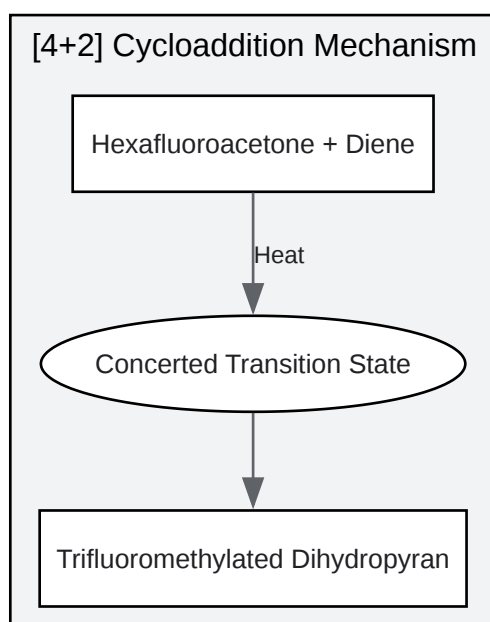 [4+2] Cycloaddition Mechanism
Hexafluoroacetone + Diene
Heat
Concerted Transition State
Trifluoromethylated Dihydropyran